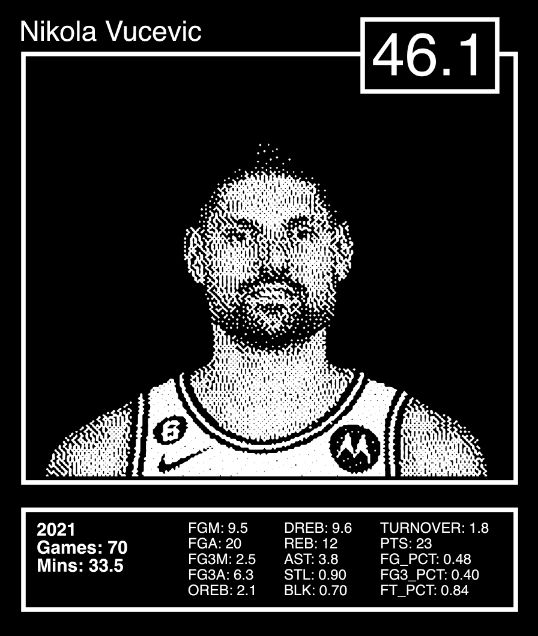 Nikola Vucevic
46.1
6
2021
Games: 70
Mins: 33.5
FGM: 9.5
FGA: 20
FG3M: 2.5
FG3A: 6.3
OREB: 2.1
DREB: 9.6
REB: 12
AST: 3.8
STL: 0.90
BLK: 0.70
TURNOVER: 1.8
PTS: 23
FG_PCT: 0.48
FG3_PCT: 0.40
FT_PCT: 0.84